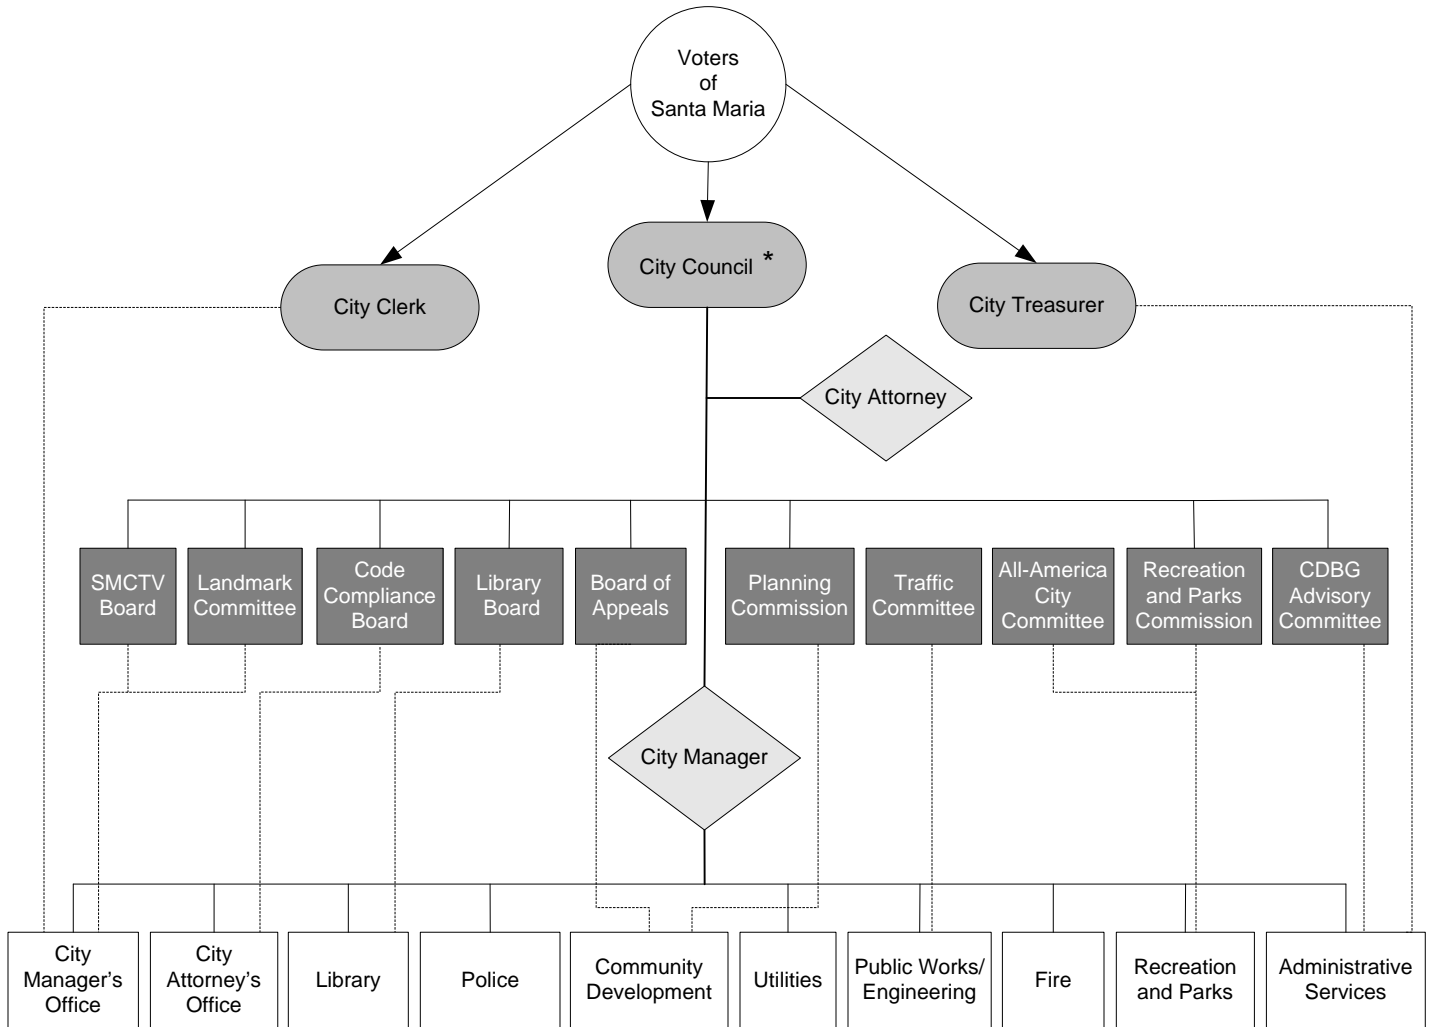 Voters
of
Santa Maria
City Council *
City Clerk
City Treasurer
City Attorney
SMCTV
Board
Landmark
Committee
Code
Compliance
Board
Library
Board
Board of
Appeals
Planning
Commission
Traffic
Committee
All-America
City
Committee
Recreation
and Parks
Commission
CDBG
Advisory
Committee
City Manager
City
Manager's
Office
City
Attorney's
Office
Library
Police
Community
Development
Utilities
Public Works/
Engineering
Fire
Recreation
and Parks
Administrative
Services